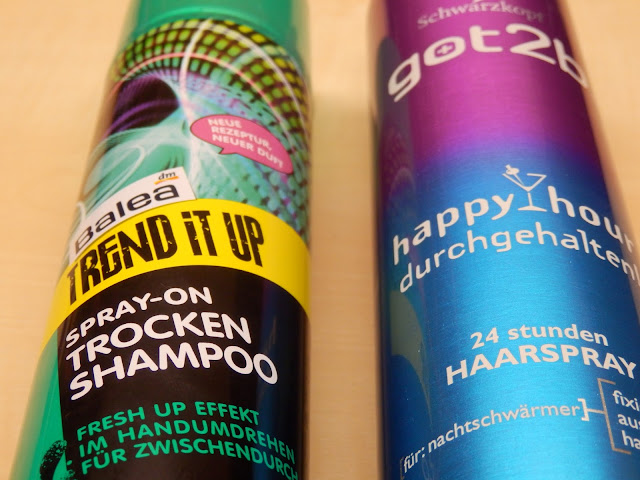 NEUE
REZEPTUR,
NEUER DUFT
dm
Balea
TREND IT UP
SPRAY-ON
TROCKEN
SHAMPOO
FRESH UP EFFEKT
IM HANDUMDREHEN
FÜR ZWISCHENDURCH
Schwarzkopf
got2b
happy hour
durchgehalten
24 stunden
HAARSPRAY
für: nachtschwärmer